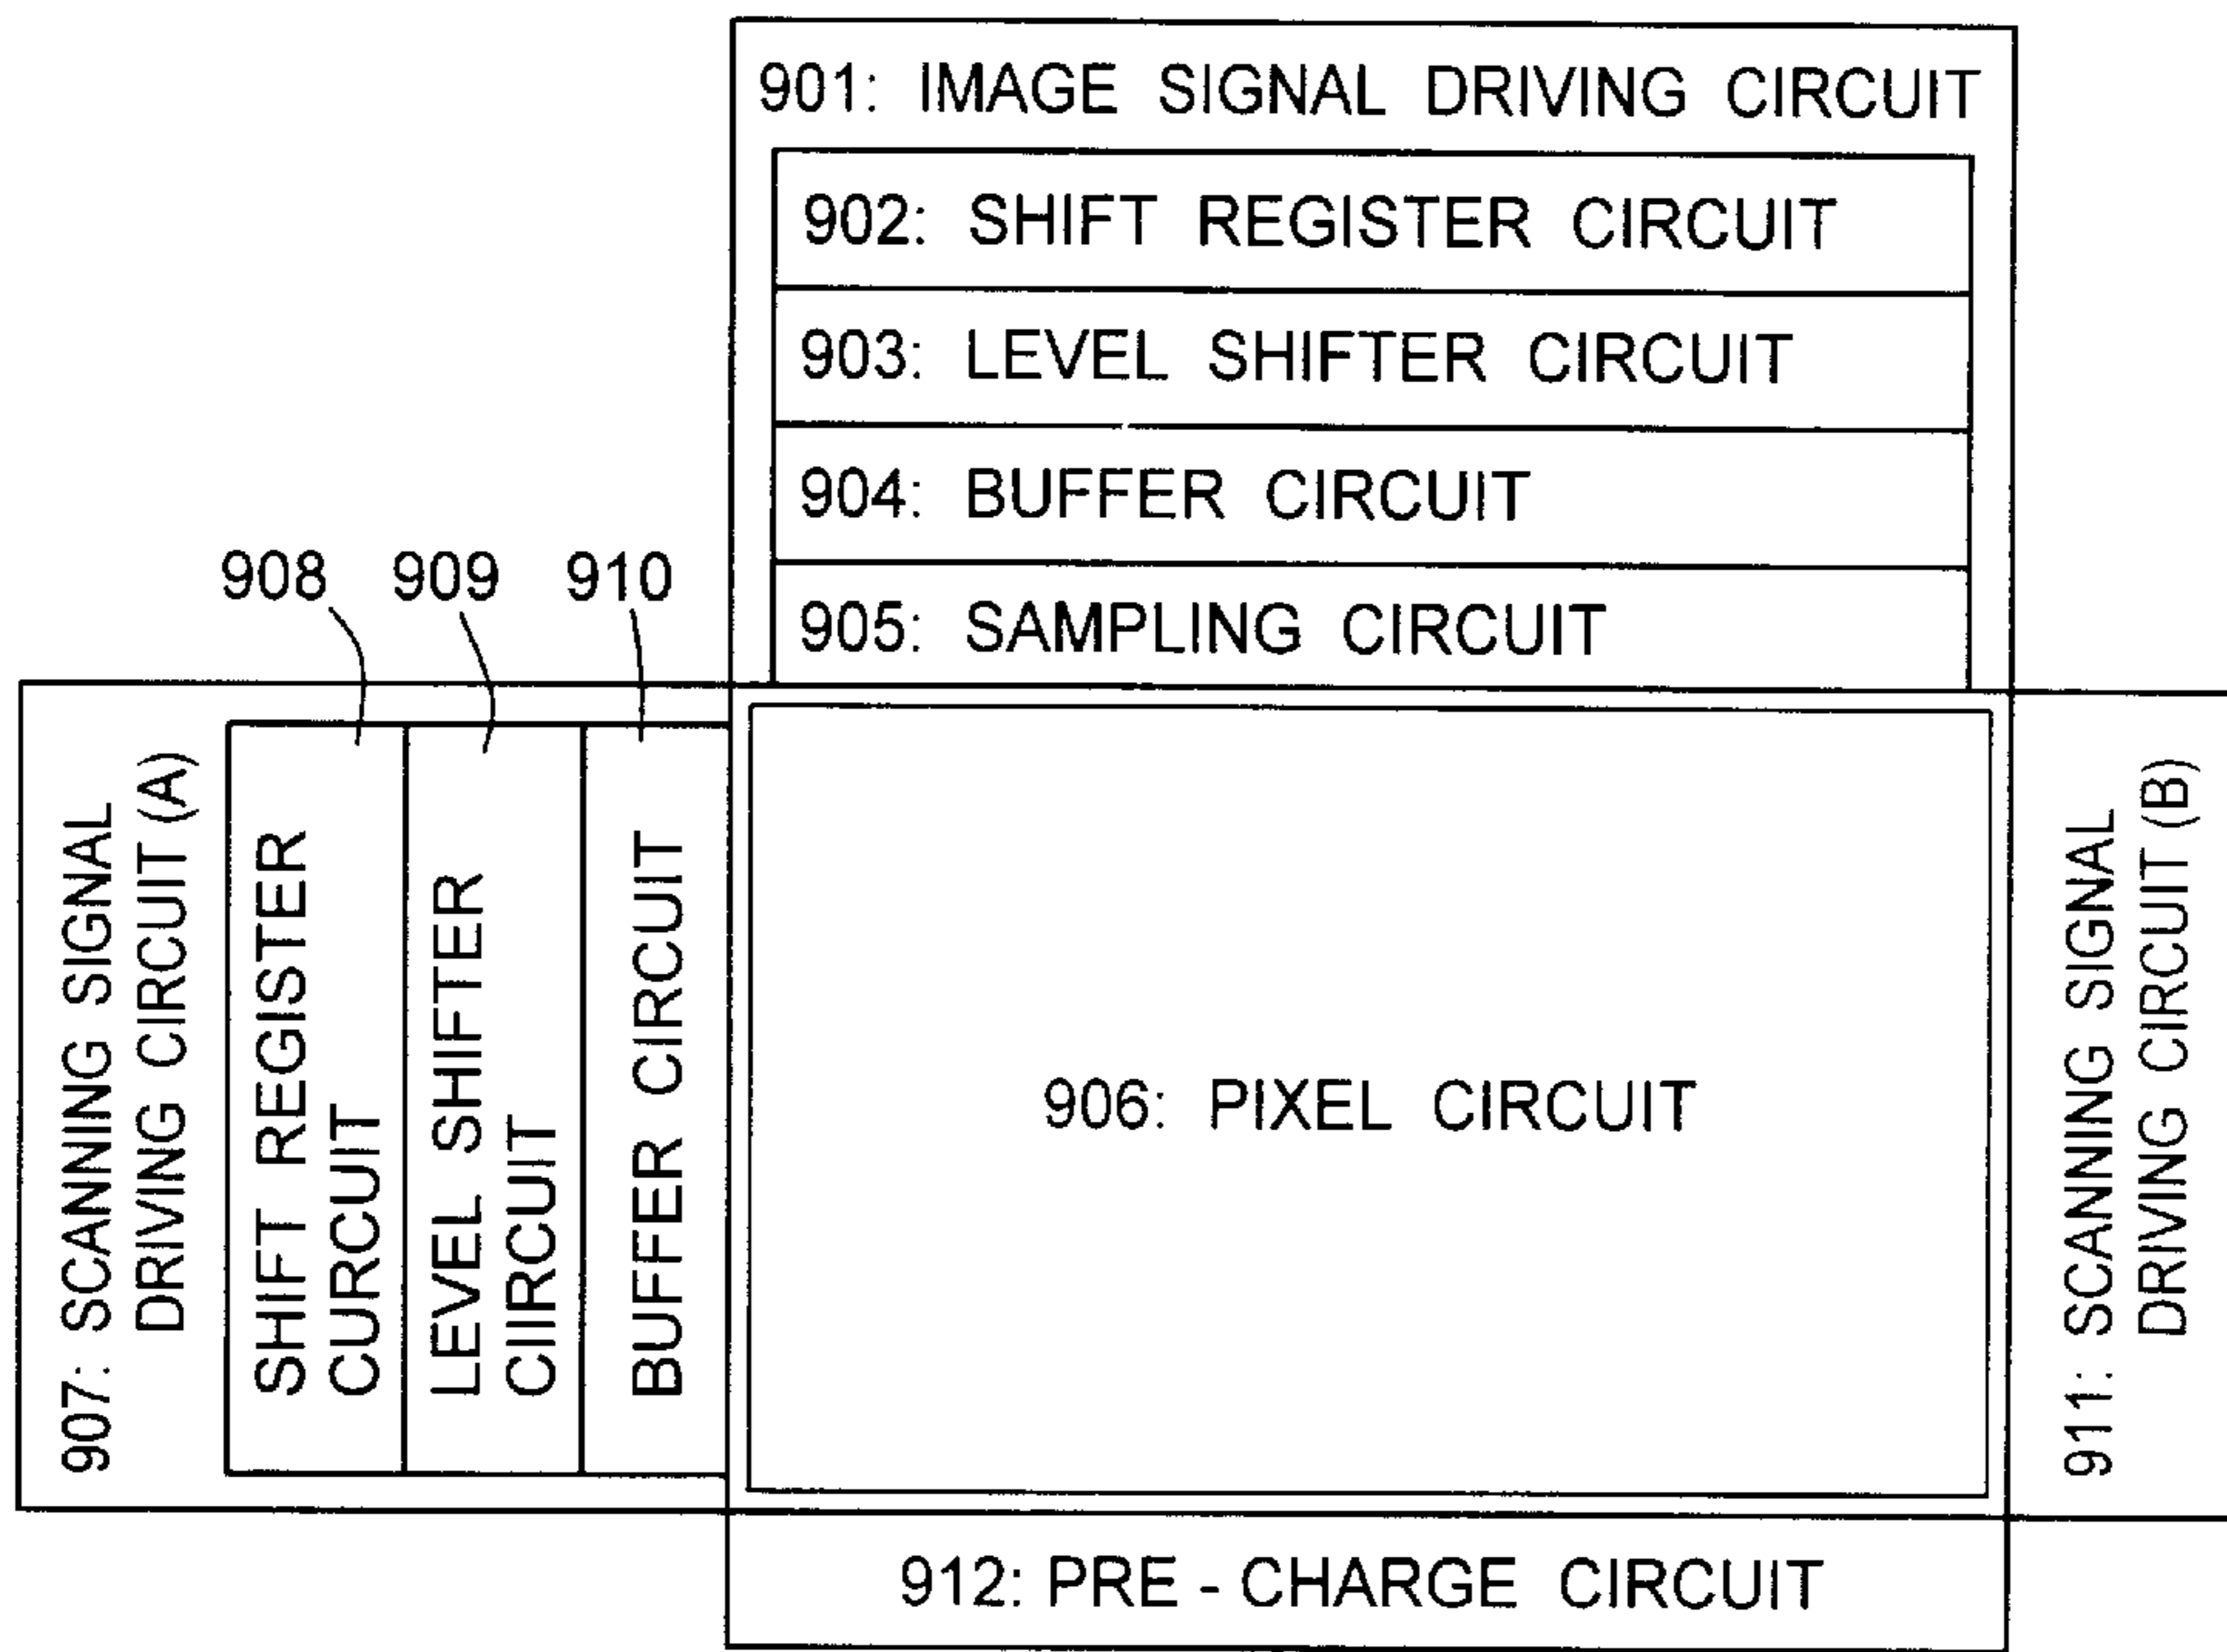 901: IMAGE SIGNAL DRIVING CIRCUIT
902: SHIFT REGISTER CIRCUIT
903: LEVEL SHIFTER CIRCUIT
904: BUFFER CIRCUIT
905: SAMPLING CIRCUIT
908
909
910
907: SCANNING SIGNAL
DRIVING CIRCUIT (A)
SHIFT REGISTER
CURCUIT
LEVEL SHIFTER
CIIRCUIT
BUFFER CIRCUIT
906: PIXEL CIRCUIT
911: SCANNING SIGNAL
DRIVING CIRCUIT (B)
912: PRE - CHARGE CIRCUIT